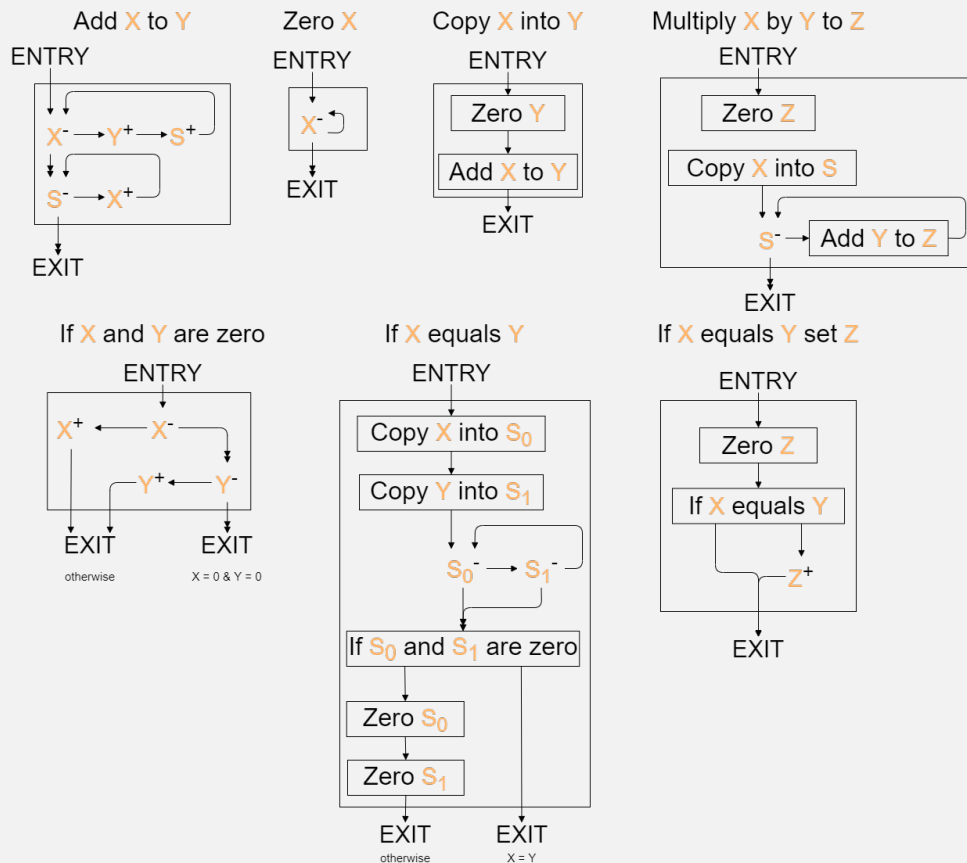 Add X to Y
ENTRY
X-
Y+
S+
S-
X+
EXIT
Zero X
ENTRY
X-
EXIT
Copy X into Y
ENTRY
Zero Y
Add X to Y
EXIT
Multiply X by Y to Z
ENTRY
Zero Z
Copy X into S
S-
Add Y to Z
EXIT
If X and Y are zero
ENTRY
X+
X-
Y+
Y-
EXIT
EXIT
otherwise
X = 0 & Y = 0
If X equals Y
ENTRY
Copy X into S0
Copy Y into S1
S0-
S1-
If S0 and S1 are zero
Zero S0
Zero S1
EXIT
EXIT
otherwise
X = Y
If X equals Y set Z
ENTRY
Zero Z
If X equals Y
Z+
EXIT